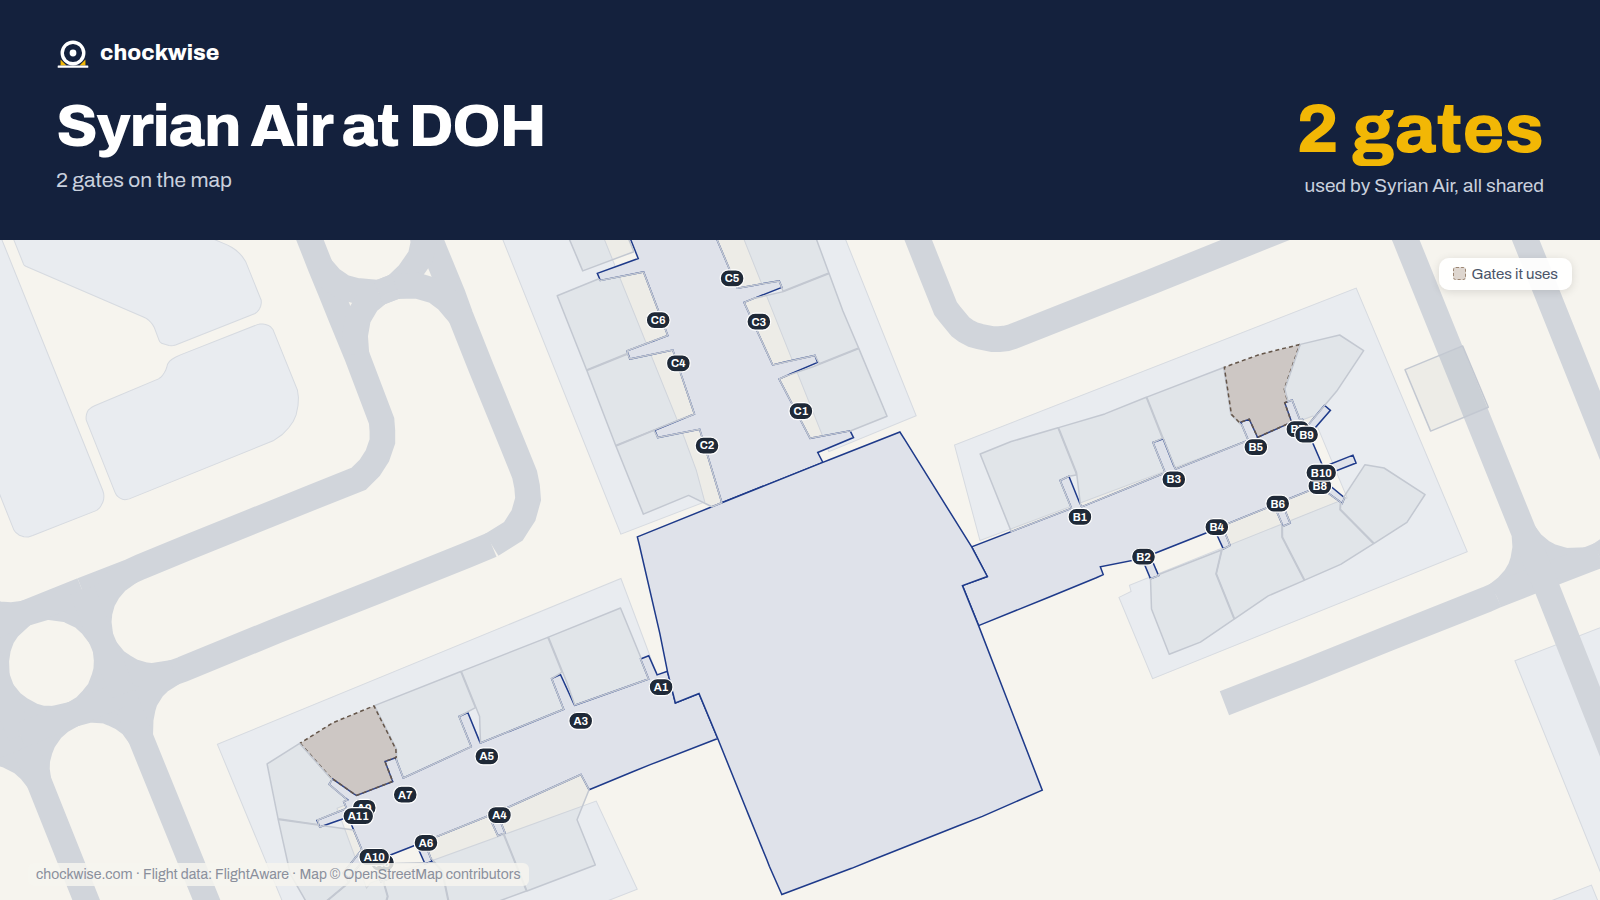 chockwise
Syrian Air at DOH
2 gates on the map
2 gates
used by Syrian Air, all shared
Gates it uses
C5
C6
C3
C4
C1
C2
B9
B5
B10
B3
B8
B6
B1
B4
B2
A1
A3
A5
A7
A11
A4
A6
A10
chockwise.com · Flight data: FlightAware · Map © OpenStreetMap contributors